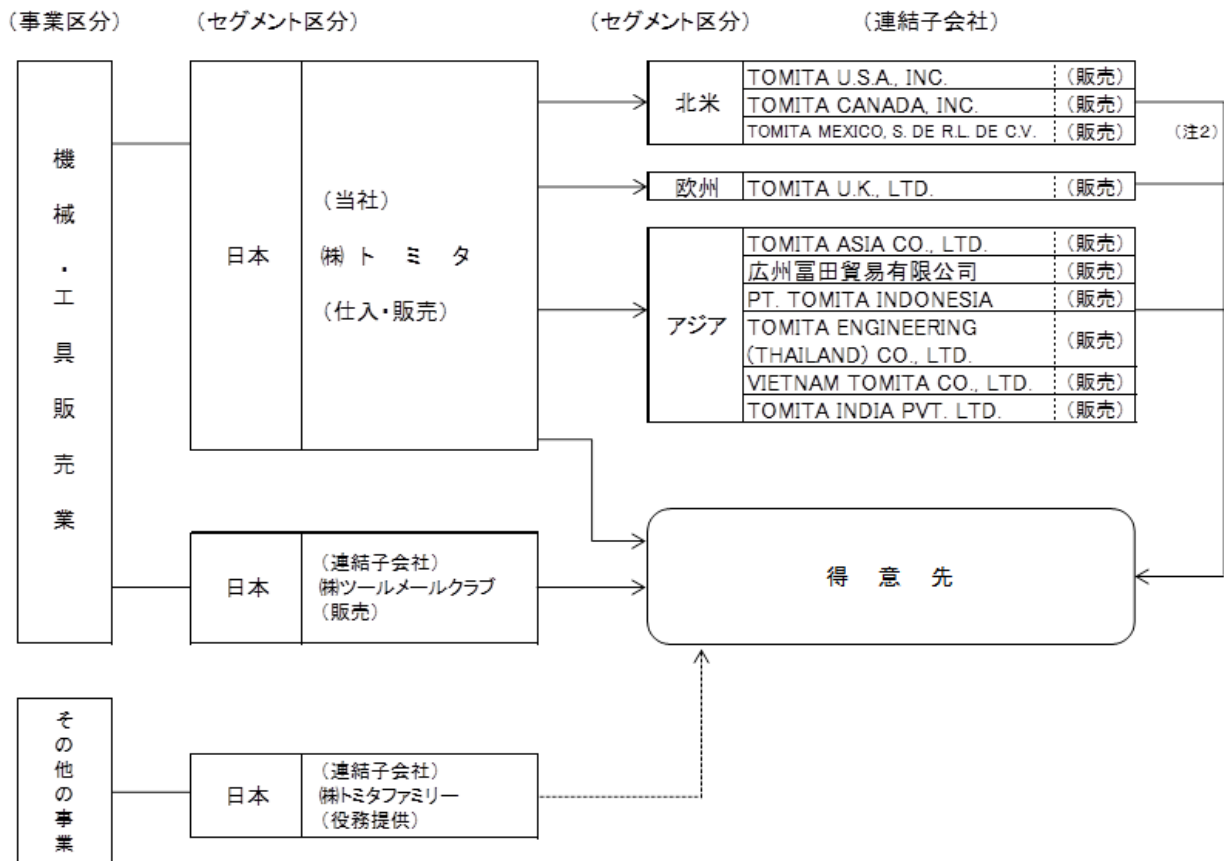 (事業区分)
(セグメント区分)
(セグメント区分)
(連結子会社)
機械・工具販売業
日本
(当社)
㈱トミタ
(仕入・販売)
北米
TOMITA U.S.A., INC. (販売)
TOMITA CANADA, INC. (販売)
TOMITA MEXICO, S. DE R.L. DE C.V. (販売)
(注2)
欧州
TOMITA U.K., LTD. (販売)
アジア
TOMITA ASIA CO., LTD. (販売)
広州冨田貿易有限公司 (販売)
PT. TOMITA INDONESIA (販売)
TOMITA ENGINEERING
(THAILAND) CO., LTD. (販売)
VIETNAM TOMITA CO., LTD. (販売)
TOMITA INDIA PVT. LTD. (販売)
日本
(連結子会社)
㈱ツールメールクラブ
(販売)
得意先
その他の事業
日本
(連結子会社)
㈱トミタファミリー
(役務提供)